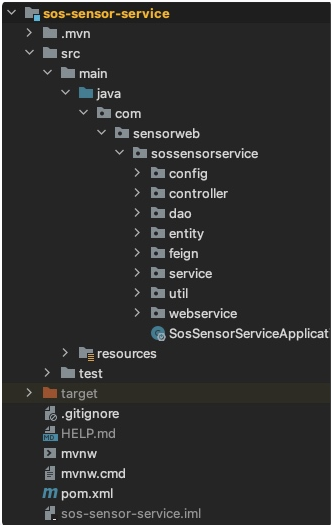 sos-sensor-service
.mvn
src
main
java
com
sensorweb
sossensorservice
config
controller
dao
entity
feign
service
util
webservice
SosSensorServiceApplicat
resources
test
target
.gitignore
HELP.md
mvnw
mvnw.cmd
pom.xml
sos-sensor-service.iml